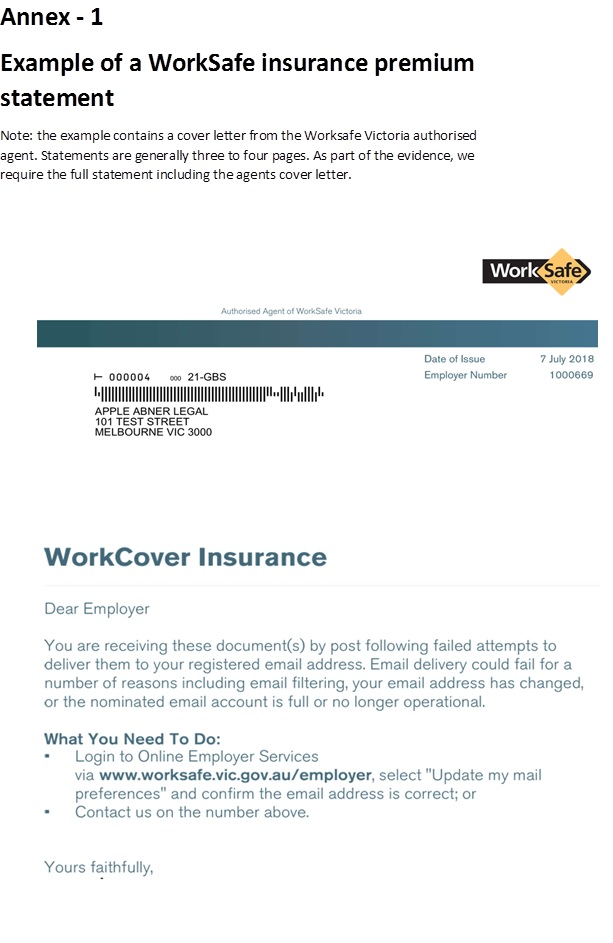 Annex - 1
Example of a WorkSafe insurance premium
statement
Note: the example contains a cover letter from the Worksafe Victoria authorised
agent. Statements are generally three to four pages. As part of the evidence, we
require the full statement including the agents cover letter.
WorkSafe
VICTORIA
Authorised Agent of WorkSafe Victoria
Date of Issue 7 July 2018
Employer Number 1000669
000004 000 21-GBS
APPLE ABNER LEGAL
101 TEST STREET
MELBOURNE VIC 3000
WorkCover Insurance
Dear Employer
You are receiving these document(s) by post following failed attempts to
deliver them to your registered email address. Email delivery could fail for a
number of reasons including email filtering, your email address has changed,
or the nominated email account is full or no longer operational.
What You Need To Do:
▪ Login to Online Employer Services
via www.worksafe.vic.gov.au/employer, select "Update my mail
preferences" and confirm the email address is correct; or
▪ Contact us on the number above.
Yours faithfully,